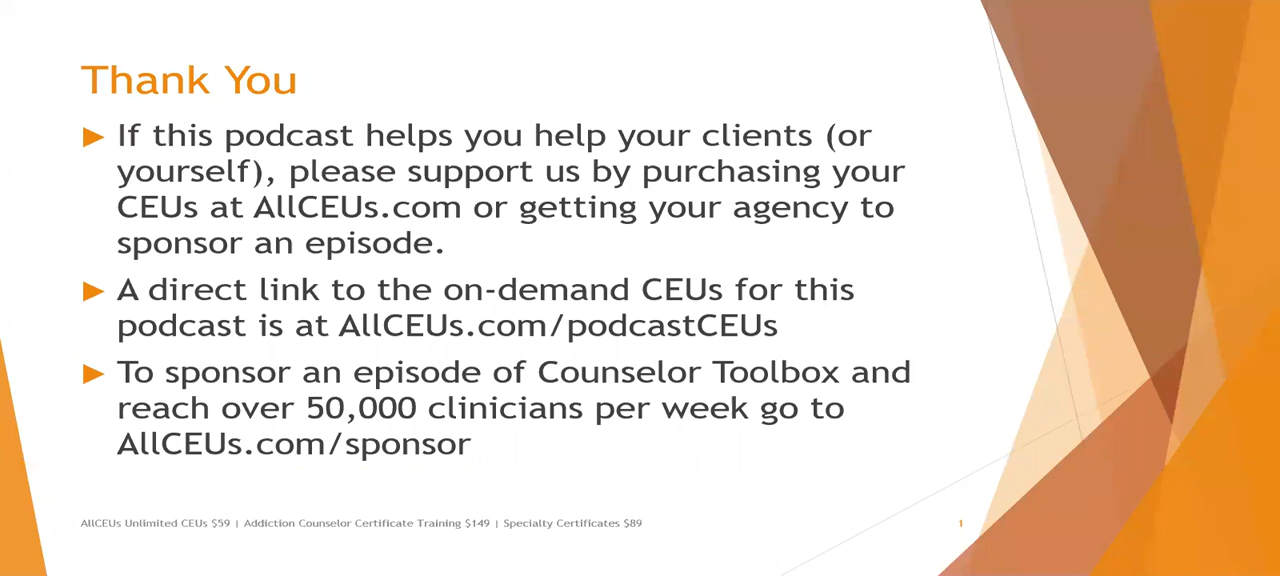 Thank You
If this podcast helps you help your clients (or
yourself), please support us by purchasing your
CEUs at AllCEUs.com or getting your agency to
sponsor an episode.
A direct link to the on-demand CEUs for this
podcast is at AllCEUs.com/podcastCEUs
To sponsor an episode of Counselor Toolbox and
reach over 50,000 clinicians per week go to
AllCEUs.com/sponsor
AllCEUs Unlimited CEUs $59 | Addiction Counselor Certificate Training $149 | Specialty Certificates $89
1